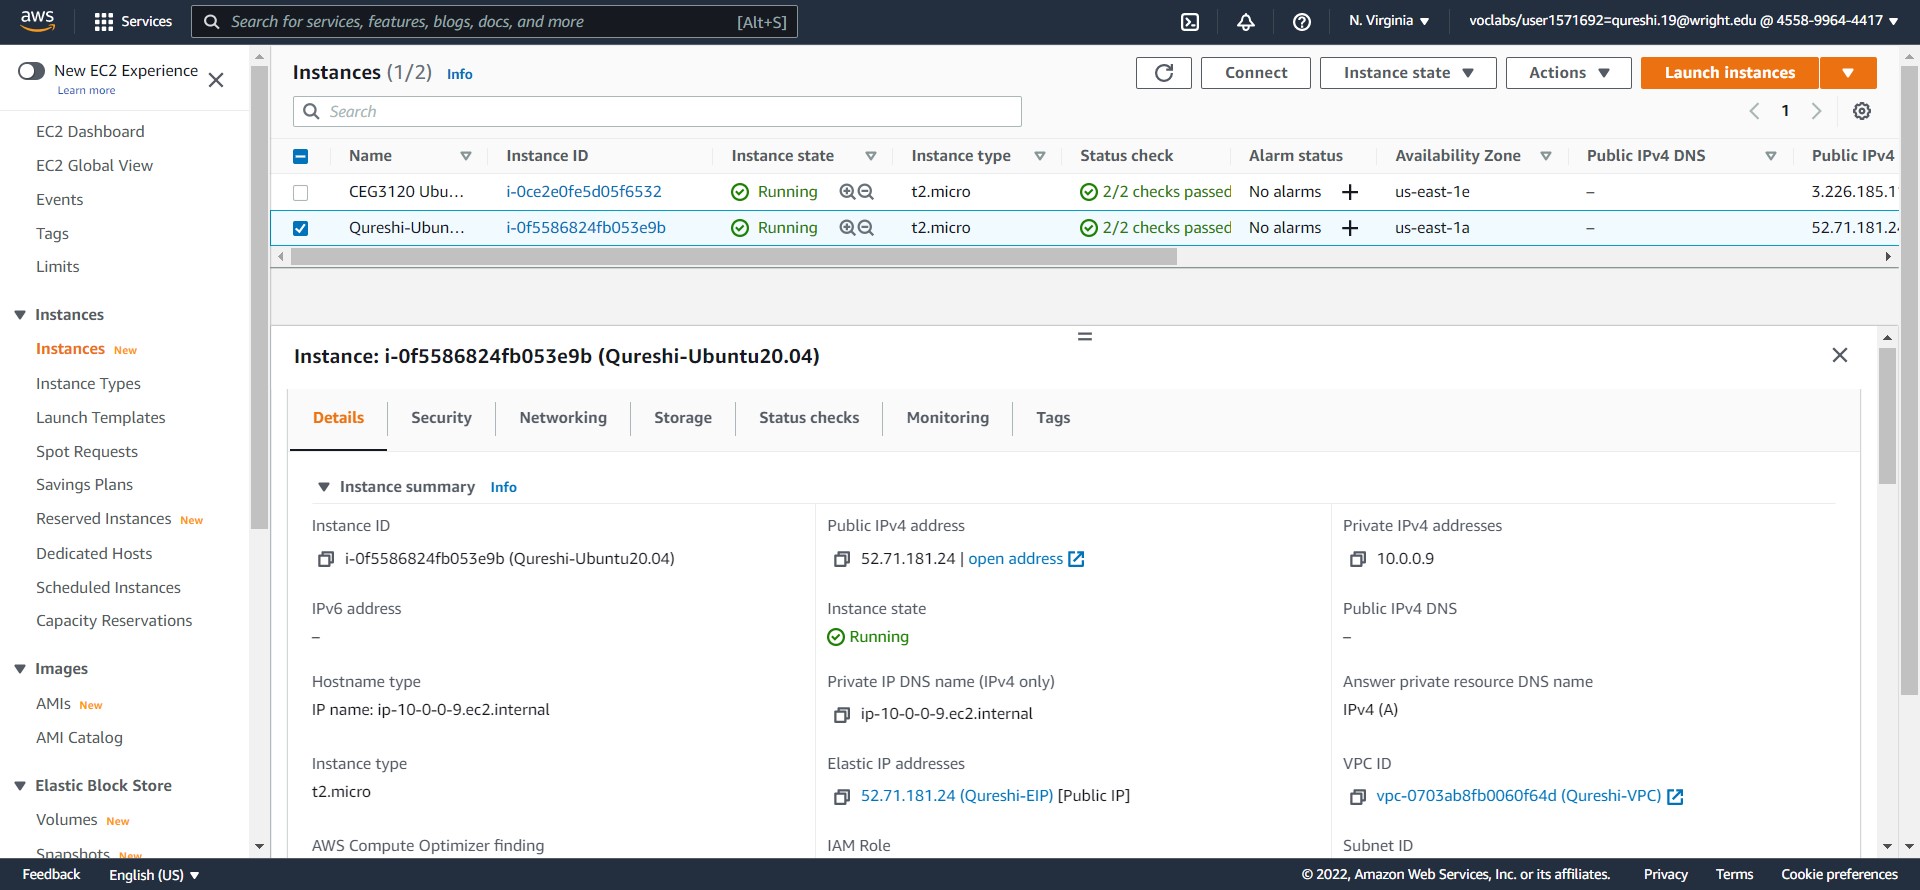 aws Services Search for services, features, blogs, docs, and more [Alt+S] N. Virginia ▼ voclabs/user1571692=qureshi.19@wright.edu @ 4558-9964-4417 ▼
New EC2 Experience
Learn more
EC2 Dashboard
EC2 Global View
Events
Tags
Limits
Instances
Instances New
Instance Types
Launch Templates
Spot Requests
Savings Plans
Reserved Instances New
Dedicated Hosts
Scheduled Instances
Capacity Reservations
Images
AMIs New
AMI Catalog
Elastic Block Store
Volumes New
Snapshots New
Instances (1/2) Info Connect Instance state ▼ Actions ▼ Launch instances ▼
Search 1
Name Instance ID Instance state Instance type Status check Alarm status Availability Zone Public IPv4 DNS Public IPv4
CEG3120 Ubu... i-0ce2e0fe5d05f6532 Running t2.micro 2/2 checks passed No alarms + us-east-1e – 3.226.185.1
Qureshi-Ubun... i-0f5586824fb053e9b Running t2.micro 2/2 checks passed No alarms + us-east-1a – 52.71.181.24
Instance: i-0f5586824fb053e9b (Qureshi-Ubuntu20.04)
Details Security Networking Storage Status checks Monitoring Tags
Instance summary Info
Instance ID Public IPv4 address Private IPv4 addresses
i-0f5586824fb053e9b (Qureshi-Ubuntu20.04) 52.71.181.24 | open address 10.0.0.9
IPv6 address Instance state Public IPv4 DNS
– Running –
Hostname type Private IP DNS name (IPv4 only) Answer private resource DNS name
IP name: ip-10-0-0-9.ec2.internal ip-10-0-0-9.ec2.internal IPv4 (A)
Instance type Elastic IP addresses VPC ID
t2.micro 52.71.181.24 (Qureshi-EIP) [Public IP] vpc-0703ab8fb0060f64d (Qureshi-VPC)
AWS Compute Optimizer finding IAM Role Subnet ID
Feedback English (US) ▼ © 2022, Amazon Web Services, Inc. or its affiliates. Privacy Terms Cookie preferences